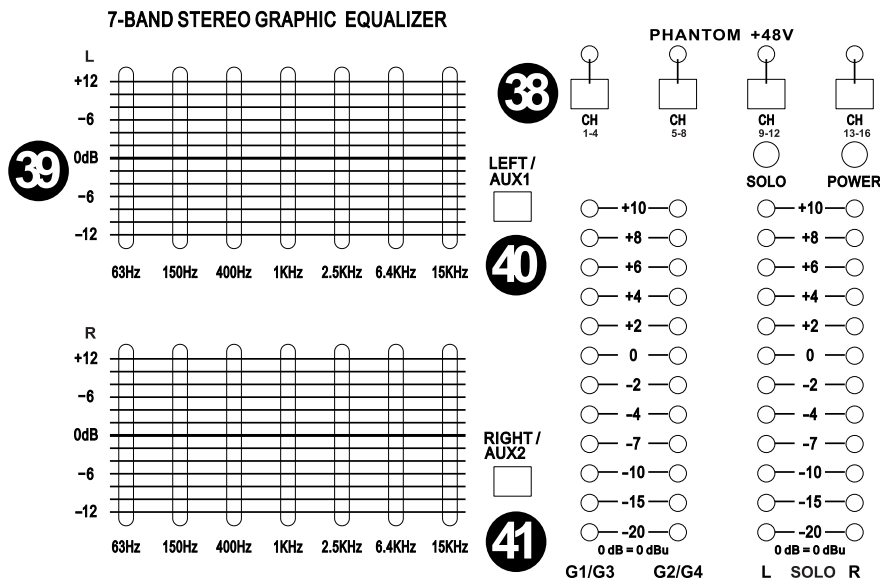 7-BAND STEREO GRAPHIC EQUALIZER
L
+12
−6
0dB
−6
−12
63Hz 150Hz 400Hz 1KHz 2.5KHz 6.4KHz 15KHz
39
R
+12
−6
0dB
−6
−12
63Hz 150Hz 400Hz 1KHz 2.5KHz 6.4KHz 15KHz
PHANTOM +48V
38
CH CH CH CH
1-4 5-8 9-12 13-16
SOLO POWER
LEFT /
AUX1
40
RIGHT /
AUX2
41
+10
+8
+6
+4
+2
0
−2
−4
−7
−10
−15
−20
0 dB = 0 dBu
G1/G3 G2/G4
+10
+8
+6
+4
+2
0
−2
−4
−7
−10
−15
−20
0 dB = 0 dBu
L SOLO R